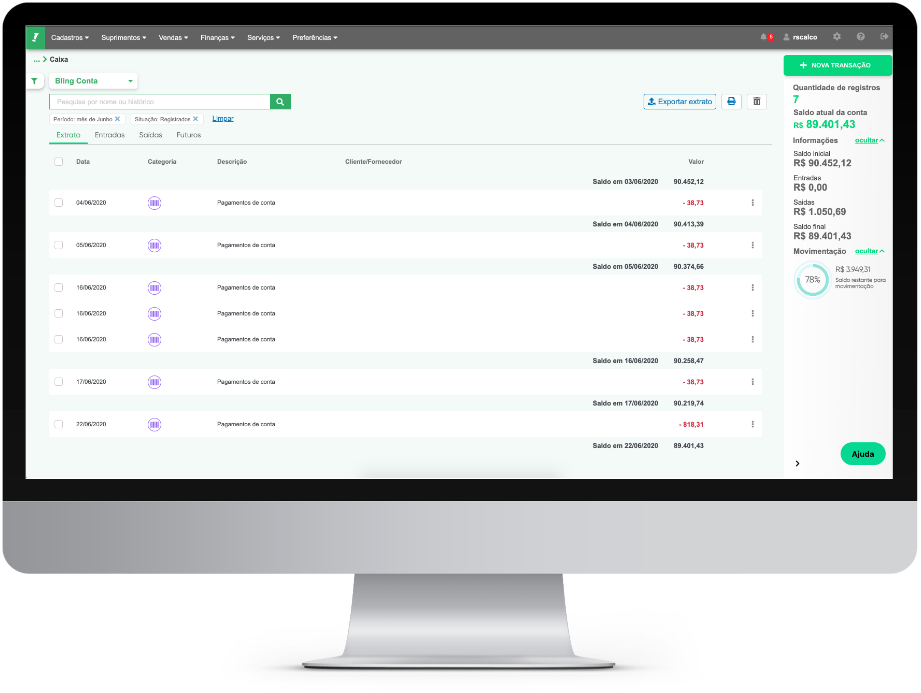 Cadastros Suprimentos Vendas Finanças Serviços Preferências 6 recalco
... > Caixa
NOVA TRANSAÇÃO
Bling Conta
Pesquise por nome ou histórico
Exportar extrato
Período: mês de Junho X Situação: Registrados X Limpar
Extrato Entradas Saídos Futuros
Data Categoria Descrição Cliente/Fornecedor Valor
Saldo em 03/06/2020 90.452,12
04/06/2020 Pagamentos de conta - 38,73
Saldo em 04/06/2020 90.413,39
05/06/2020 Pagamentos de conta - 38,73
Saldo em 05/06/2020 90.374,66
16/06/2020 Pagamentos de conta - 38,73
16/06/2020 Pagamentos de conta - 38,73
16/06/2020 Pagamentos de conta - 38,73
Saldo em 16/06/2020 90.258,47
17/06/2020 Pagamentos de conta - 38,73
Saldo em 17/06/2020 90.219,74
22/06/2020 Pagamentos de conta - 818,31
Saldo em 22/06/2020 89.401,43
Quantidade de registros
7
Saldo atual da conta
R$ 89.401,43
Informações ocultar
Saldo inicial
R$ 90.452,12
Entradas
R$ 0,00
Saídas
R$ 1.050,69
Saldo final
R$ 89.401,43
Movimentação ocultar
78%
R$ 3.949,31
Saldo restante para
movimentação
Ajuda